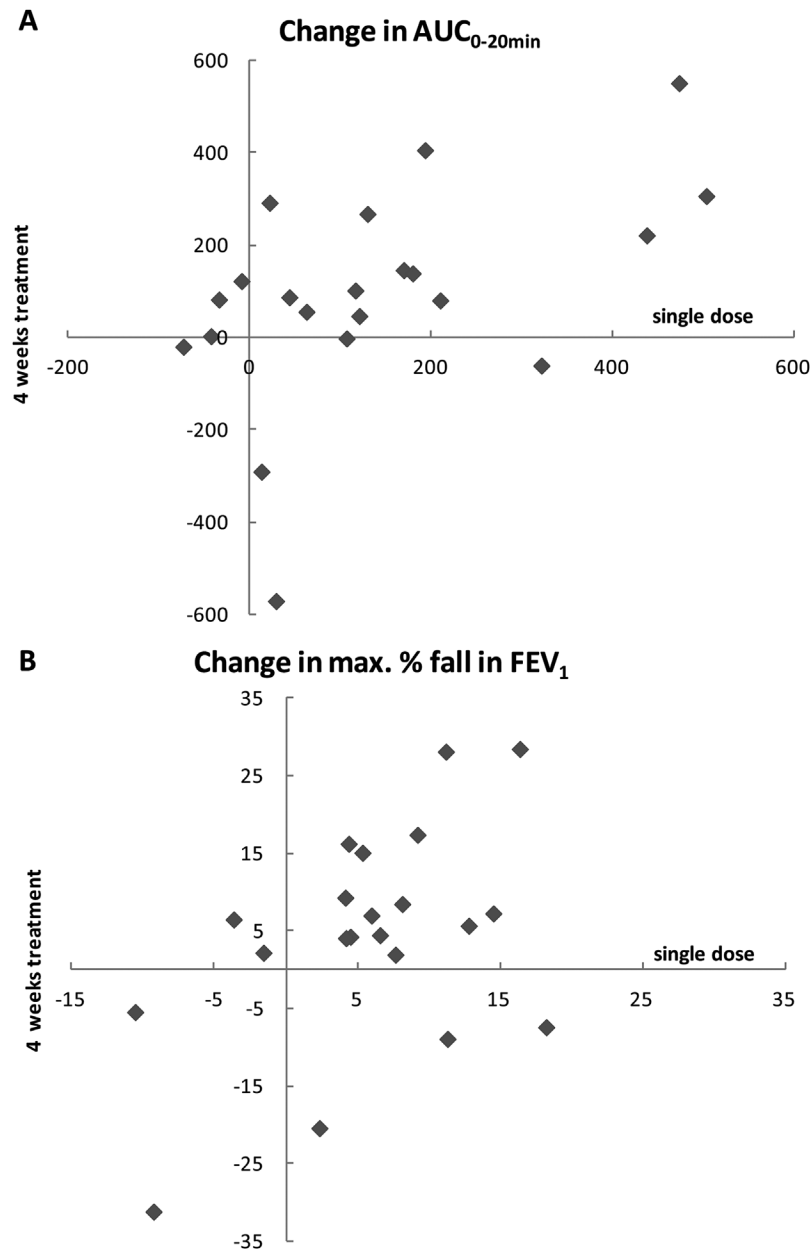 A
Change in AUC0-20min
600
400
200
0
-200
-400
-600
-200 0 200 400 600
single dose
4 weeks treatment
B
Change in max. % fall in FEV1
35
25
15
5
-5
-15
-25
-35
-15 -5 5 15 25 35
single dose
4 weeks treatment